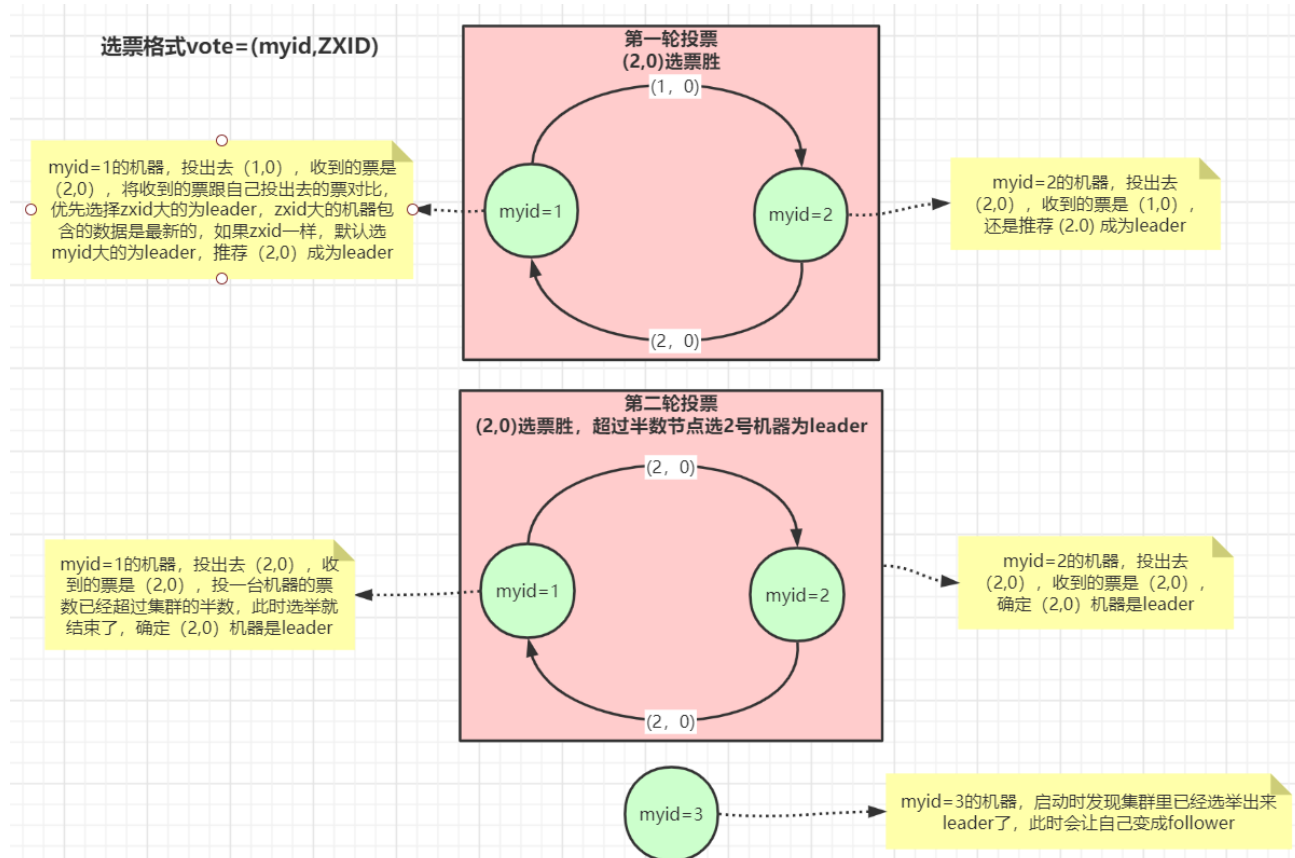 选票格式vote=(myid,ZXID)
第一轮投票
(2,0)选票胜
(1，0)
myid=1的机器，投出去（1,0），收到的票是
（2,0），将收到的票跟自己投出去的票对比，
优先选择zxid大的为leader，zxid大的机器包
含的数据是最新的，如果zxid一样，默认选
myid大的为leader，推荐（2,0）成为leader
myid=1
myid=2
myid=2的机器，投出去
（2,0），收到的票是（1,0），
还是推荐 (2.0) 成为leader
(2，0)
第二轮投票
(2,0)选票胜，超过半数节点选2号机器为leader
(2，0)
myid=1的机器，投出去（2,0），收
到的票是（2,0），投一台机器的票
数已经超过集群的半数，此时选举就
结束了，确定（2,0）机器是leader
myid=1
myid=2
myid=2的机器，投出去
（2,0），收到的票是（2,0），
确定（2,0）机器是leader
(2，0)
myid=3
myid=3的机器，启动时发现集群里已经选举出来
leader了，此时会让自己变成follower